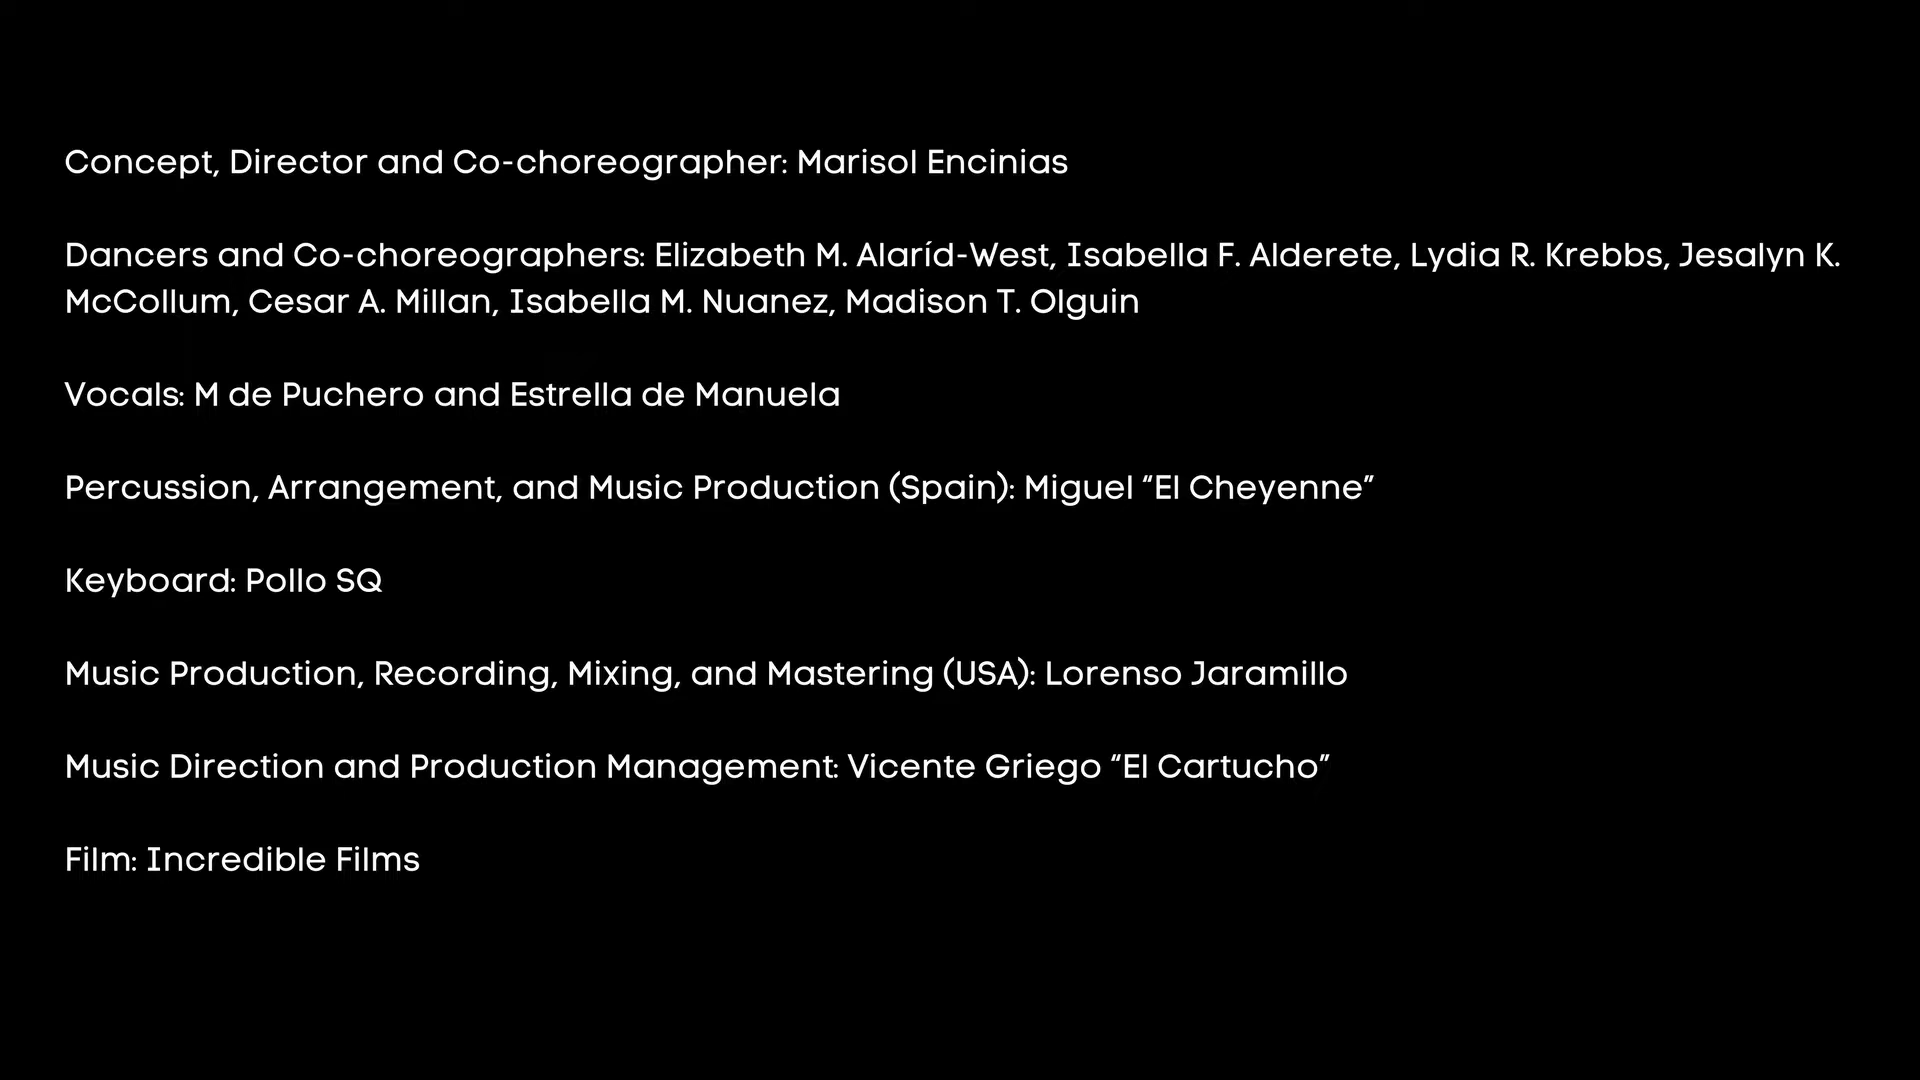 Concept, Director and Co-choreographer: Marisol Encinias
Dancers and Co-choreographers: Elizabeth M. Alaríd-West, Isabella F. Alderete, Lydia R. Krebbs, Jesalyn K.
McCollum, Cesar A. Millan, Isabella M. Nuanez, Madison T. Olguin
Vocals: M de Puchero and Estrella de Manuela
Percussion, Arrangement, and Music Production (Spain): Miguel “El Cheyenne”
Keyboard: Pollo SQ
Music Production, Recording, Mixing, and Mastering (USA): Lorenso Jaramillo
Music Direction and Production Management: Vicente Griego “El Cartucho”
Film: Incredible Films